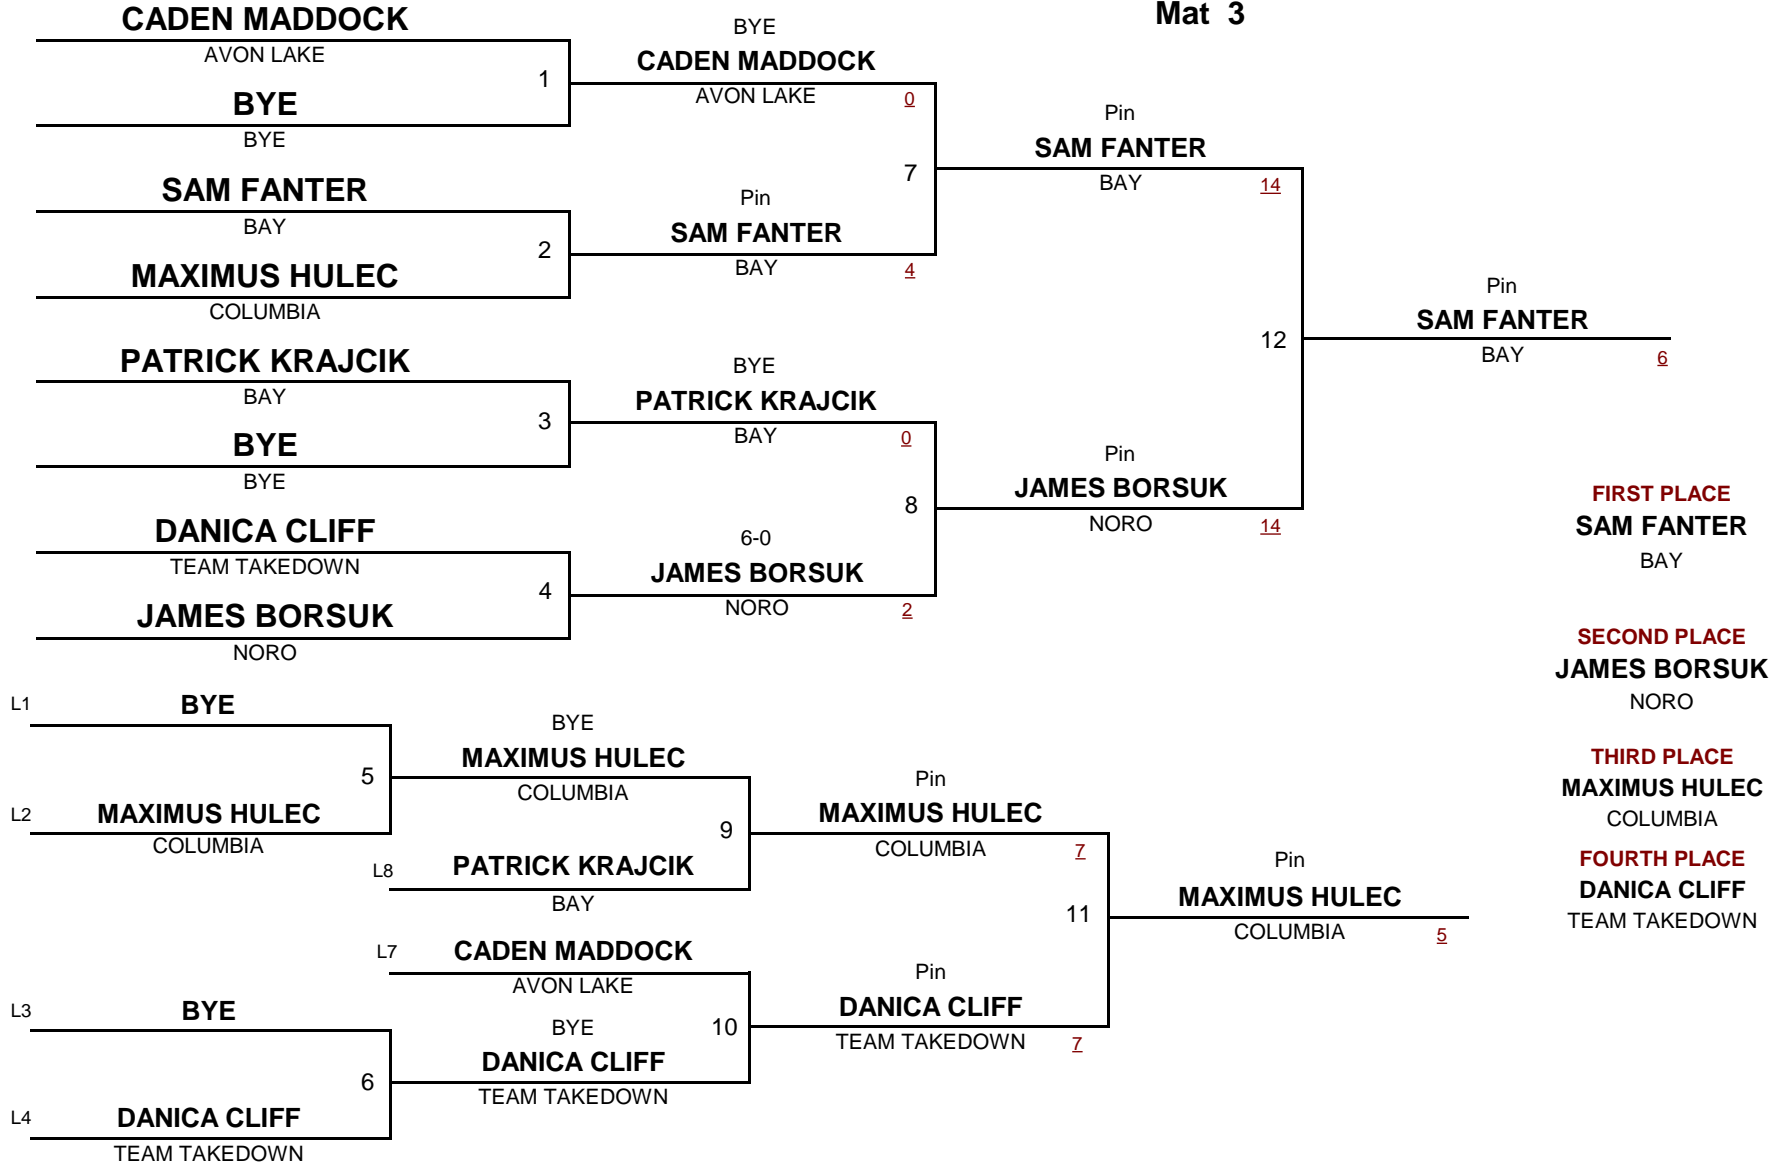 Mat 3
CADEN MADDOCK
AVON LAKE
1
BYE
BYE
SAM FANTER
BAY
2
MAXIMUS HULEC
COLUMBIA
PATRICK KRAJCIK
BAY
3
BYE
BYE
DANICA CLIFF
TEAM TAKEDOWN
4
JAMES BORSUK
NORO
BYE
CADEN MADDOCK
AVON LAKE
0
7
Pin
SAM FANTER
BAY
4
BYE
PATRICK KRAJCIK
BAY
0
8
6-0
JAMES BORSUK
NORO
2
Pin
SAM FANTER
BAY
14
12
Pin
JAMES BORSUK
NORO
14
Pin
SAM FANTER
BAY
6
FIRST PLACE
SAM FANTER
BAY
SECOND PLACE
JAMES BORSUK
NORO
THIRD PLACE
MAXIMUS HULEC
COLUMBIA
FOURTH PLACE
DANICA CLIFF
TEAM TAKEDOWN
L1
BYE
5
L2
MAXIMUS HULEC
COLUMBIA
L3
BYE
6
L4
DANICA CLIFF
TEAM TAKEDOWN
BYE
MAXIMUS HULEC
COLUMBIA
9
L8
PATRICK KRAJCIK
BAY
L7
CADEN MADDOCK
AVON LAKE
10
BYE
DANICA CLIFF
TEAM TAKEDOWN
Pin
MAXIMUS HULEC
COLUMBIA
7
11
Pin
DANICA CLIFF
TEAM TAKEDOWN
7
Pin
MAXIMUS HULEC
COLUMBIA
5